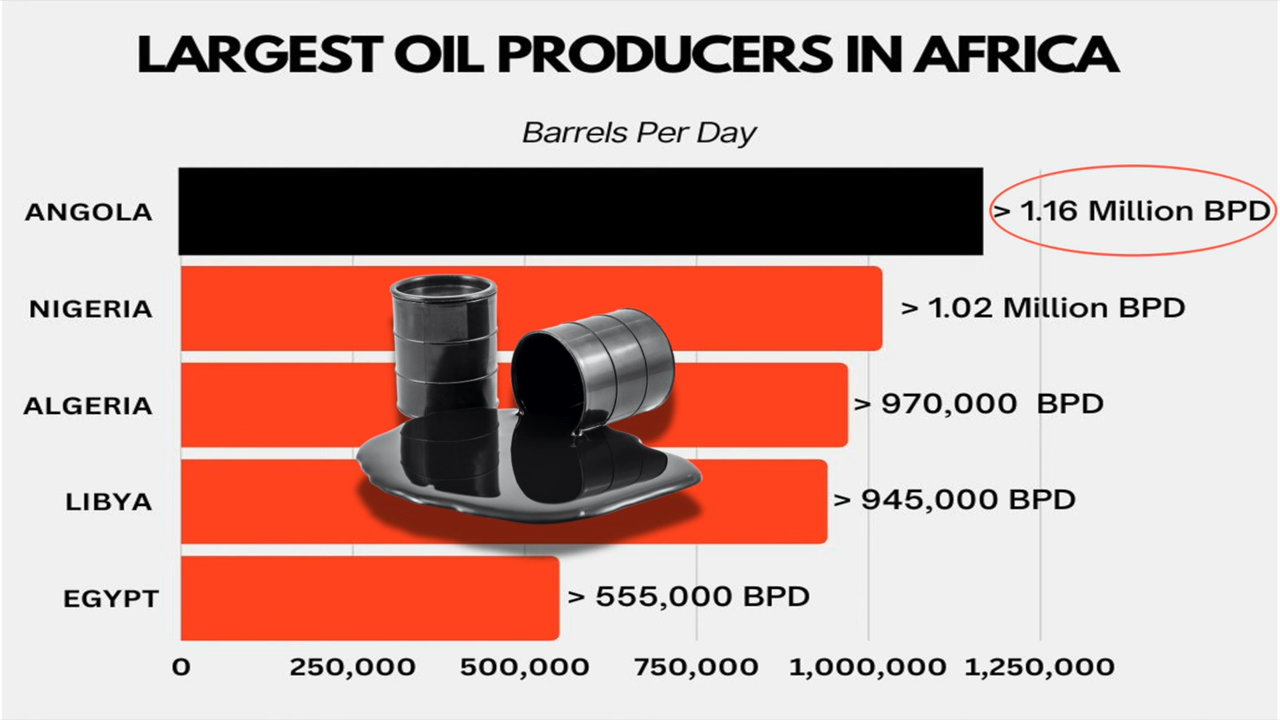 LARGEST OIL PRODUCERS IN AFRICA
Barrels Per Day
ANGOLA > 1.16 Million BPD
NIGERIA > 1.02 Million BPD
ALGERIA > 970,000 BPD
LIBYA > 945,000 BPD
EGYPT > 555,000 BPD
0 250,000 500,000 750,000 1,000,000 1,250,000